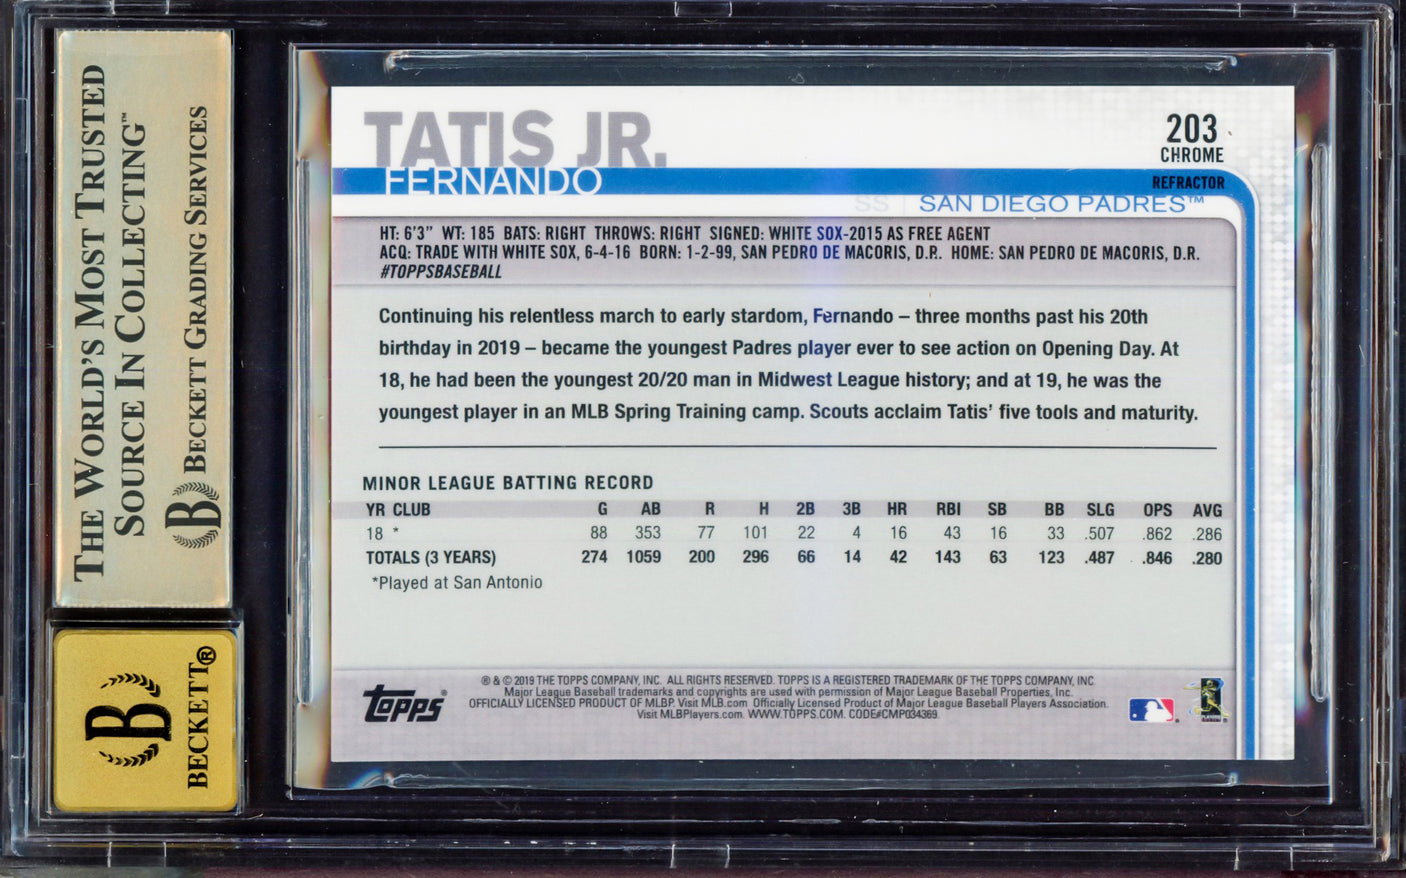 THE WORLD'S MOST TRUSTED
SOURCE IN COLLECTING™
B BECKETT GRADING SERVICES
B
BECKETT®
TATIS JR.
FERNANDO
203
CHROME
REFRACTOR
SS | SAN DIEGO PADRES™
HT: 6'3" WT: 185 BATS: RIGHT THROWS: RIGHT SIGNED: WHITE SOX-2015 AS FREE AGENT
ACQ: TRADE WITH WHITE SOX, 6-4-16 BORN: 1-2-99, SAN PEDRO DE MACORIS, D.R. HOME: SAN PEDRO DE MACORIS, D.R.
#TOPPSBASEBALL
Continuing his relentless march to early stardom, Fernando – three months past his 20th
birthday in 2019 – became the youngest Padres player ever to see action on Opening Day. At
18, he had been the youngest 20/20 man in Midwest League history; and at 19, he was the
youngest player in an MLB Spring Training camp. Scouts acclaim Tatis' five tools and maturity.
MINOR LEAGUE BATTING RECORD
YR CLUB G AB R H 2B 3B HR RBI SB BB SLG OPS AVG
18 * 88 353 77 101 22 4 16 43 16 33 .507 .862 .286
TOTALS (3 YEARS) 274 1059 200 296 66 14 42 143 63 123 .487 .846 .280
*Played at San Antonio
topps
® & © 2019 THE TOPPS COMPANY, INC. ALL RIGHTS RESERVED. TOPPS IS A REGISTERED TRADEMARK OF THE TOPPS COMPANY, INC.
Major League Baseball trademarks and copyrights are used with permission of Major League Baseball Properties, Inc.
OFFICIALLY LICENSED PRODUCT OF MLBP. Visit MLB.com Officially Licensed Product of Major League Baseball Players Association.
Visit MLBPlayers.com. WWW.TOPPS.COM. CODE#CMP034369.